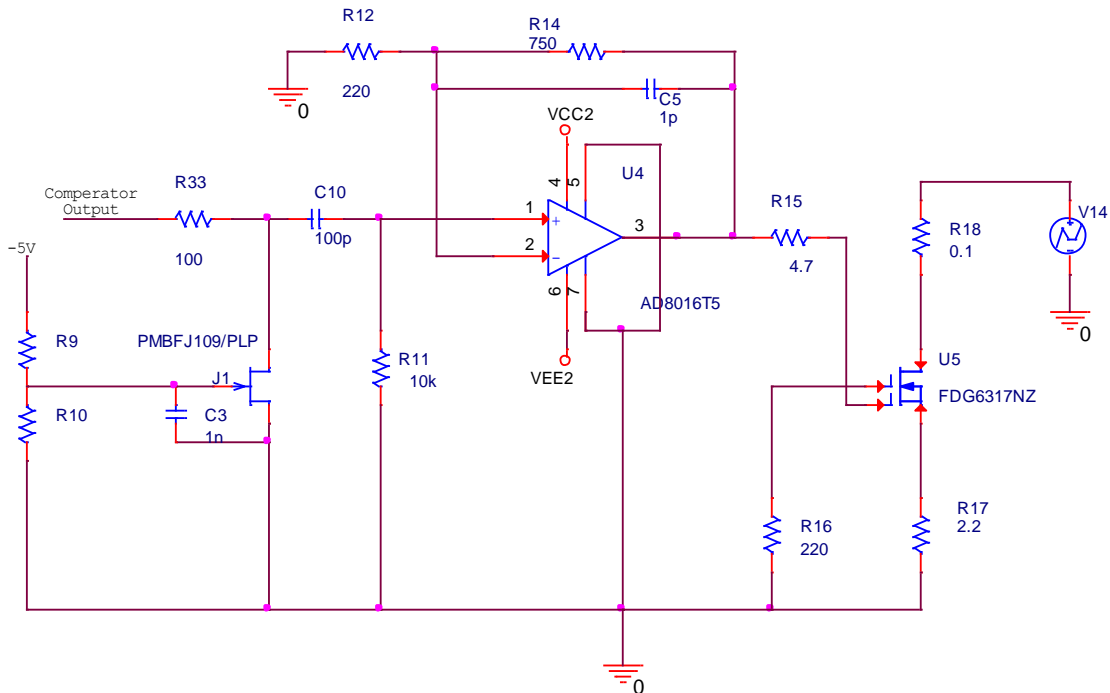 R12
R14
750
220
0
C5
1p
VCC2
U4
4
5
Comperator
Output
R33
C10
1
R15
V14
100p
+
3
R18
0.1
2
−
100
4.7
-5V
6
7
AD8016T5
0
R9
PMBFJ109/PLP
R11
10k
VEE2
U5
J1
FDG6317NZ
R10
C3
1n
R17
2.2
R16
220
0